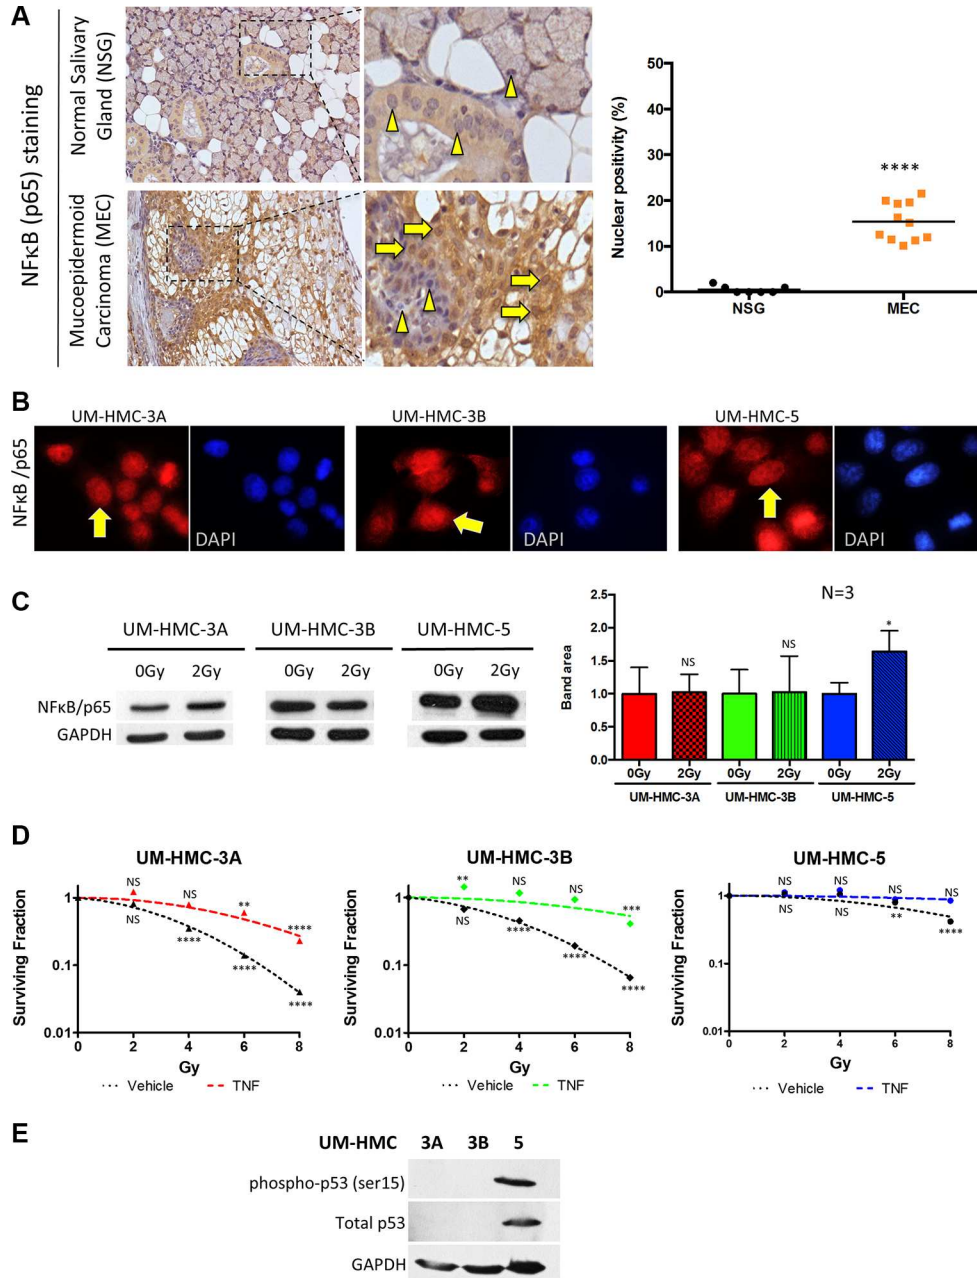 A
NFκB (p65) staining
Normal Salivary
Gland (NSG)
Mucoepidermoid
Carcinoma (MEC)
Nuclear positivity (%)
50
40
30
20
10
0
****
NSG
MEC
B
NFκB /p65
UM-HMC-3A
UM-HMC-3B
UM-HMC-5
DAPI
DAPI
DAPI
C
UM-HMC-3A
UM-HMC-3B
UM-HMC-5
0Gy
2Gy
0Gy
2Gy
0Gy
2Gy
NFκB/p65
GAPDH
N=3
Band area
2.5
2.0
1.5
1.0
0.5
0.0
NS
NS
*
0Gy
2Gy
0Gy
2Gy
0Gy
2Gy
UM-HMC-3A
UM-HMC-3B
UM-HMC-5
D
UM-HMC-3A
Surviving Fraction
1
0.1
0.01
NS
NS
**
****
NS
****
****
****
0 2 4 6 8
Gy
Vehicle TNF
UM-HMC-3B
Surviving Fraction
1
0.1
0.01
**
NS
NS
***
NS
****
****
****
0 2 4 6 8
Gy
Vehicle TNF
UM-HMC-5
Surviving Fraction
1
0.1
0.01
NS
NS
NS
NS
NS
NS
**
****
0 2 4 6 8
Gy
Vehicle TNF
E
UM-HMC 3A 3B 5
phospho-p53 (ser15)
Total p53
GAPDH